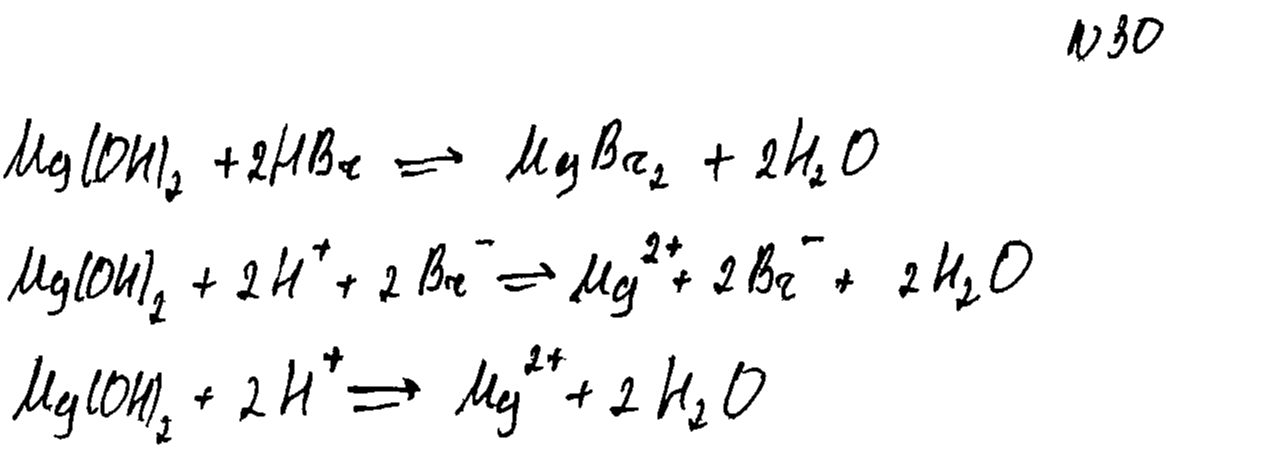 N30
Mg(OH)₂ + 2HBr ⇌ MgBr₂ + 2H₂O
Mg(OH)₂ + 2H⁺ + 2Br⁻ ⇌ Mg²⁺ + 2Br⁻ + 2H₂O
Mg(OH)₂ + 2H⁺ ⇌ Mg²⁺ + 2H₂O